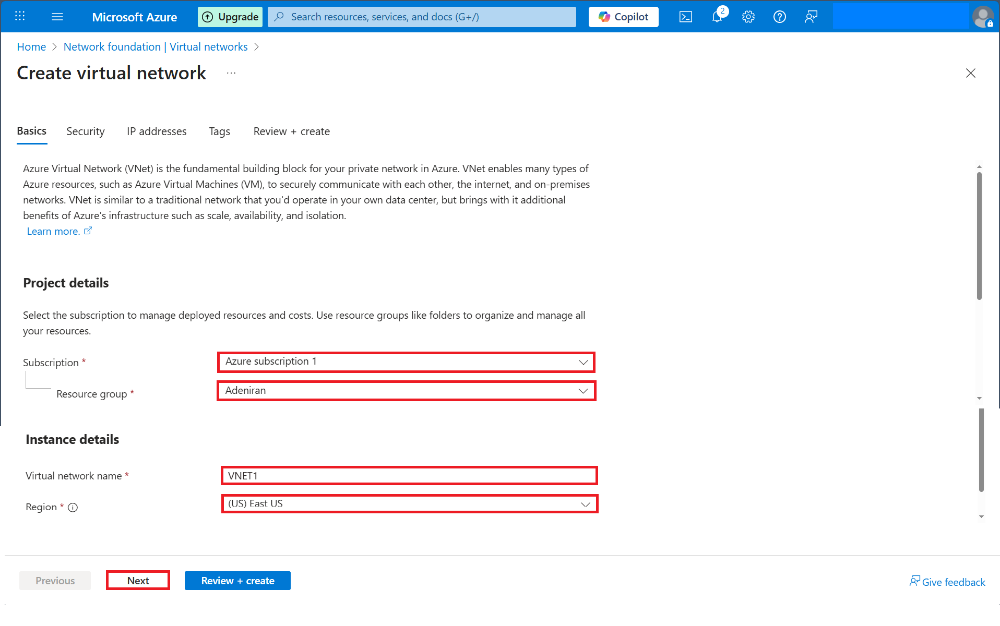 Microsoft Azure
Upgrade
Search resources, services, and docs (G+/)
Copilot
2
Home > Network foundation | Virtual networks >
Create virtual network ...
Basics Security IP addresses Tags Review + create
Azure Virtual Network (VNet) is the fundamental building block for your private network in Azure. VNet enables many types of
Azure resources, such as Azure Virtual Machines (VM), to securely communicate with each other, the internet, and on-premises
networks. VNet is similar to a traditional network that you'd operate in your own data center, but brings with it additional
benefits of Azure's infrastructure such as scale, availability, and isolation.
Learn more.
Project details
Select the subscription to manage deployed resources and costs. Use resource groups like folders to organize and manage all
your resources.
Subscription * Azure subscription 1
Resource group * Adeniran
Instance details
Virtual network name * VNET1
Region * (US) East US
Previous Next Review + create
Give feedback